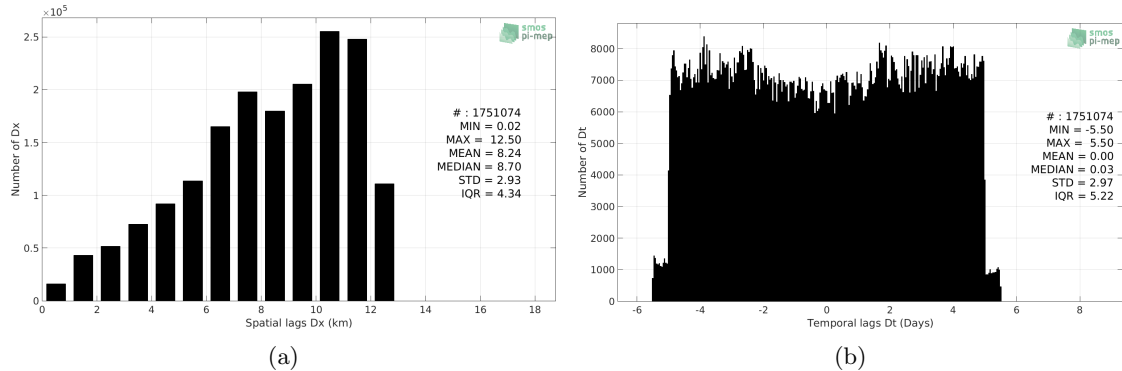 ×10⁵
2.5
2
1.5
1
0.5
0
0 2 4 6 8 10 12 14 16 18
Number of Dx
Spatial lags Dx (km)
smos
pi-mep
# : 1751074
MIN = 0.02
MAX = 12.50
MEAN = 8.24
MEDIAN = 8.70
STD = 2.93
IQR = 4.34
(a)
8000
7000
6000
5000
4000
3000
2000
1000
0
-6 -4 -2 0 2 4 6 8
Number of Dt
Temporal lags Dt (Days)
smos
pi-mep
# : 1751074
MIN = -5.50
MAX = 5.50
MEAN = 0.00
MEDIAN = 0.03
STD = 2.97
IQR = 5.22
(b)